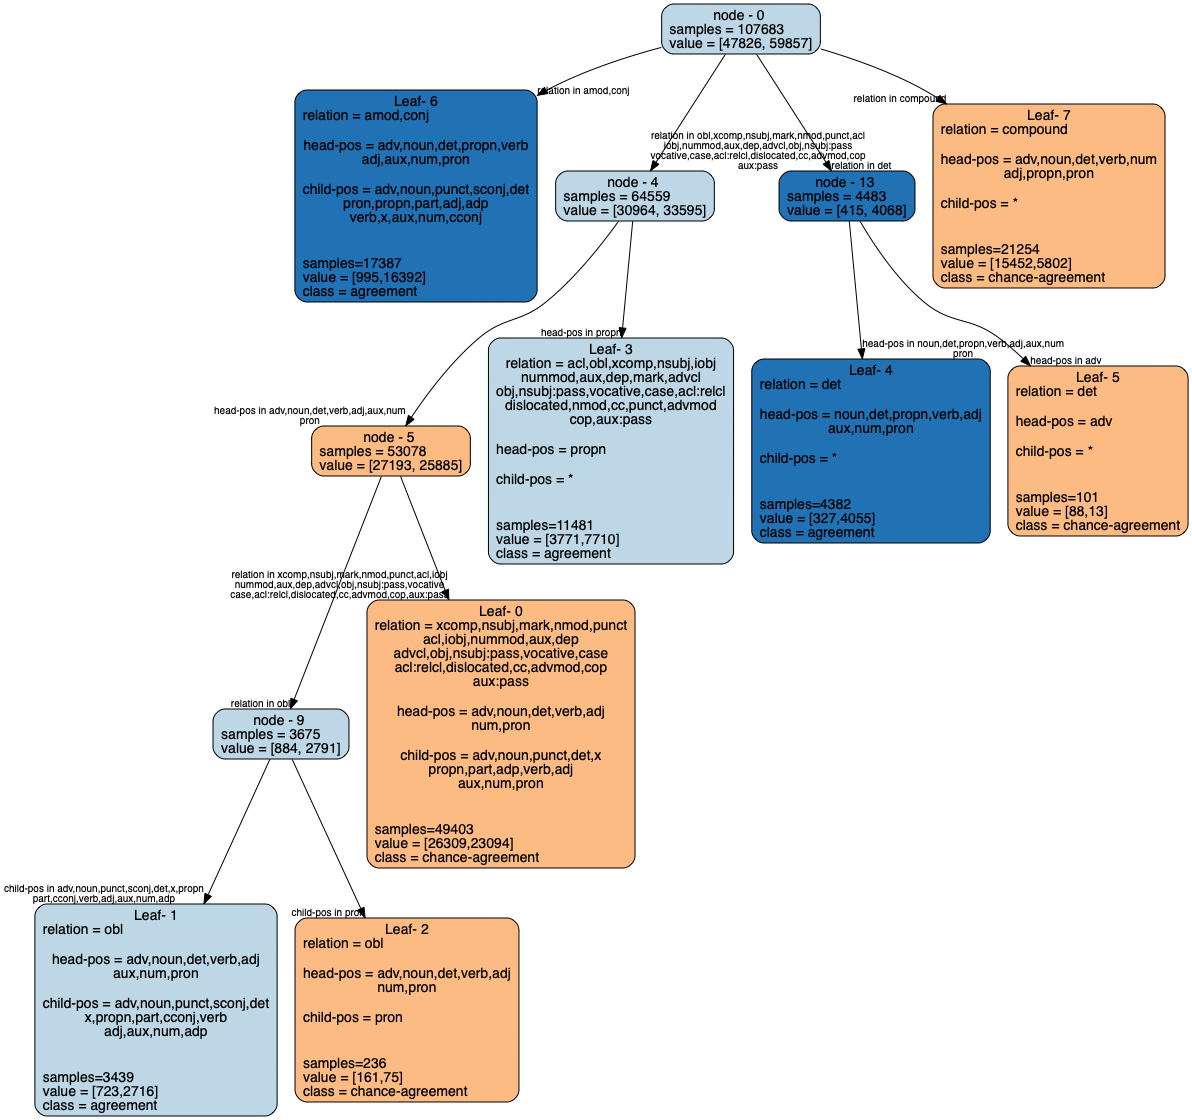 node - 0
samples = 107683
value = [47826, 59857]
relation in amod,conj
relation in compound
Leaf- 6
relation = amod,conj
head-pos = adv,noun,det,propn,verb
adj,aux,num,pron
child-pos = adv,noun,punct,sconj,det
pron,propn,part,adj,adp
verb,x,aux,num,cconj
samples=17387
value = [995,16392]
class = agreement
relation in obl,xcomp,nsubj,mark,nmod,punct,acl
iobj,nummod,aux,dep,advcl,obj,nsubj:pass
vocative,case,acl:relcl,dislocated,cc,advmod,cop
aux:pass
relation in det
node - 4
samples = 64559
value = [30964, 33595]
node - 13
samples = 4483
value = [415, 4068]
Leaf- 7
relation = compound
head-pos = adv,noun,det,verb,num
adj,propn,pron
child-pos = *
samples=21254
value = [15452,5802]
class = chance-agreement
head-pos in propn
Leaf- 3
relation = acl,obl,xcomp,nsubj,iobj
nummod,aux,dep,mark,advcl
obj,nsubj:pass,vocative,case,acl:relcl
dislocated,nmod,cc,punct,advmod
cop,aux:pass
head-pos = propn
child-pos = *
samples=11481
value = [3771,7710]
class = agreement
head-pos in noun,det,propn,verb,adj,aux,num
pron
Leaf- 4
relation = det
head-pos = noun,det,propn,verb,adj
aux,num,pron
child-pos = *
samples=4382
value = [327,4055]
class = agreement
head-pos in adv
Leaf- 5
relation = det
head-pos = adv
child-pos = *
samples=101
value = [88,13]
class = chance-agreement
head-pos in adv,noun,det,verb,adj,aux,num
pron
node - 5
samples = 53078
value = [27193, 25885]
relation in xcomp,nsubj,mark,nmod,punct,acl,iobj
nummod,aux,dep,advcl,obj,nsubj:pass,vocative
case,acl:relcl,dislocated,cc,advmod,cop,aux:pass
Leaf- 0
relation = xcomp,nsubj,mark,nmod,punct
acl,iobj,nummod,aux,dep
advcl,obj,nsubj:pass,vocative,case
acl:relcl,dislocated,cc,advmod,cop
aux:pass
head-pos = adv,noun,det,verb,adj
num,pron
child-pos = adv,noun,punct,det,x
propn,part,adp,verb,adj
aux,num,pron
samples=49403
value = [26309,23094]
class = chance-agreement
relation in obl
node - 9
samples = 3675
value = [884, 2791]
child-pos in adv,noun,punct,sconj,det,x,propn
part,cconj,verb,adj,aux,num,adp
Leaf- 1
relation = obl
head-pos = adv,noun,det,verb,adj
aux,num,pron
child-pos = adv,noun,punct,sconj,det
x,propn,part,cconj,verb
adj,aux,num,adp
samples=3439
value = [723,2716]
class = agreement
child-pos in pron
Leaf- 2
relation = obl
head-pos = adv,noun,det,verb,adj
num,pron
child-pos = pron
samples=236
value = [161,75]
class = chance-agreement